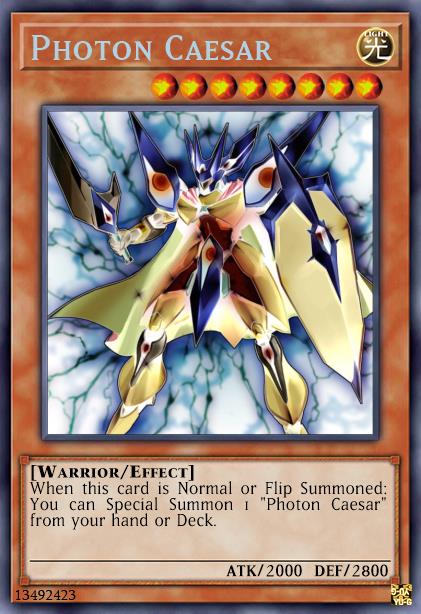 PHOTON CAESAR
LIGHT
光
[WARRIOR/EFFECT]
When this card is Normal or Flip Summoned:
You can Special Summon 1 "Photon Caesar"
from your hand or Deck.
ATK/2000 DEF/2800
13492423